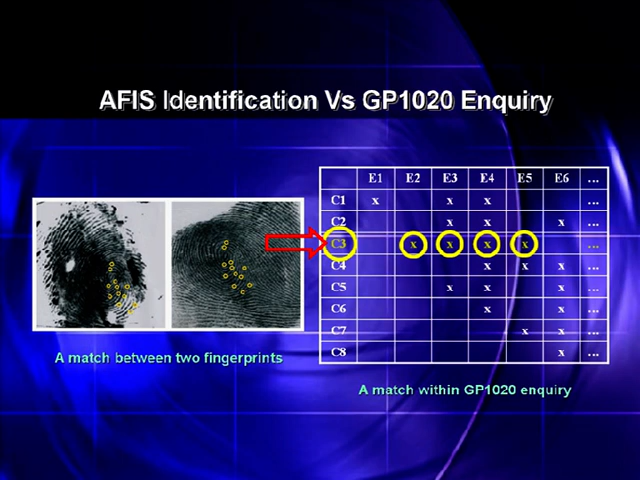 AFIS Identification Vs GP1020 Enquiry
E1 E2 E3 E4 E5 E6 ...
C1 x x x ...
C2 x x x ...
C3 x x x x ...
C4 x x x ...
C5 x x x ...
C6 x x ...
C7 x x ...
C8 x ...
A match between two fingerprints
A match within GP1020 enquiry